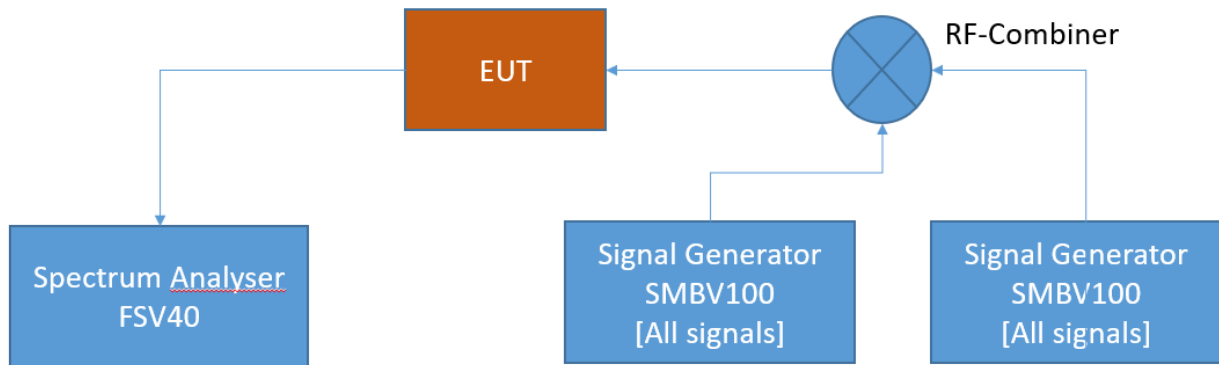 EUT
RF-Combiner
Spectrum Analyser
FSV40
Signal Generator
SMBV100
[All signals]
Signal Generator
SMBV100
[All signals]